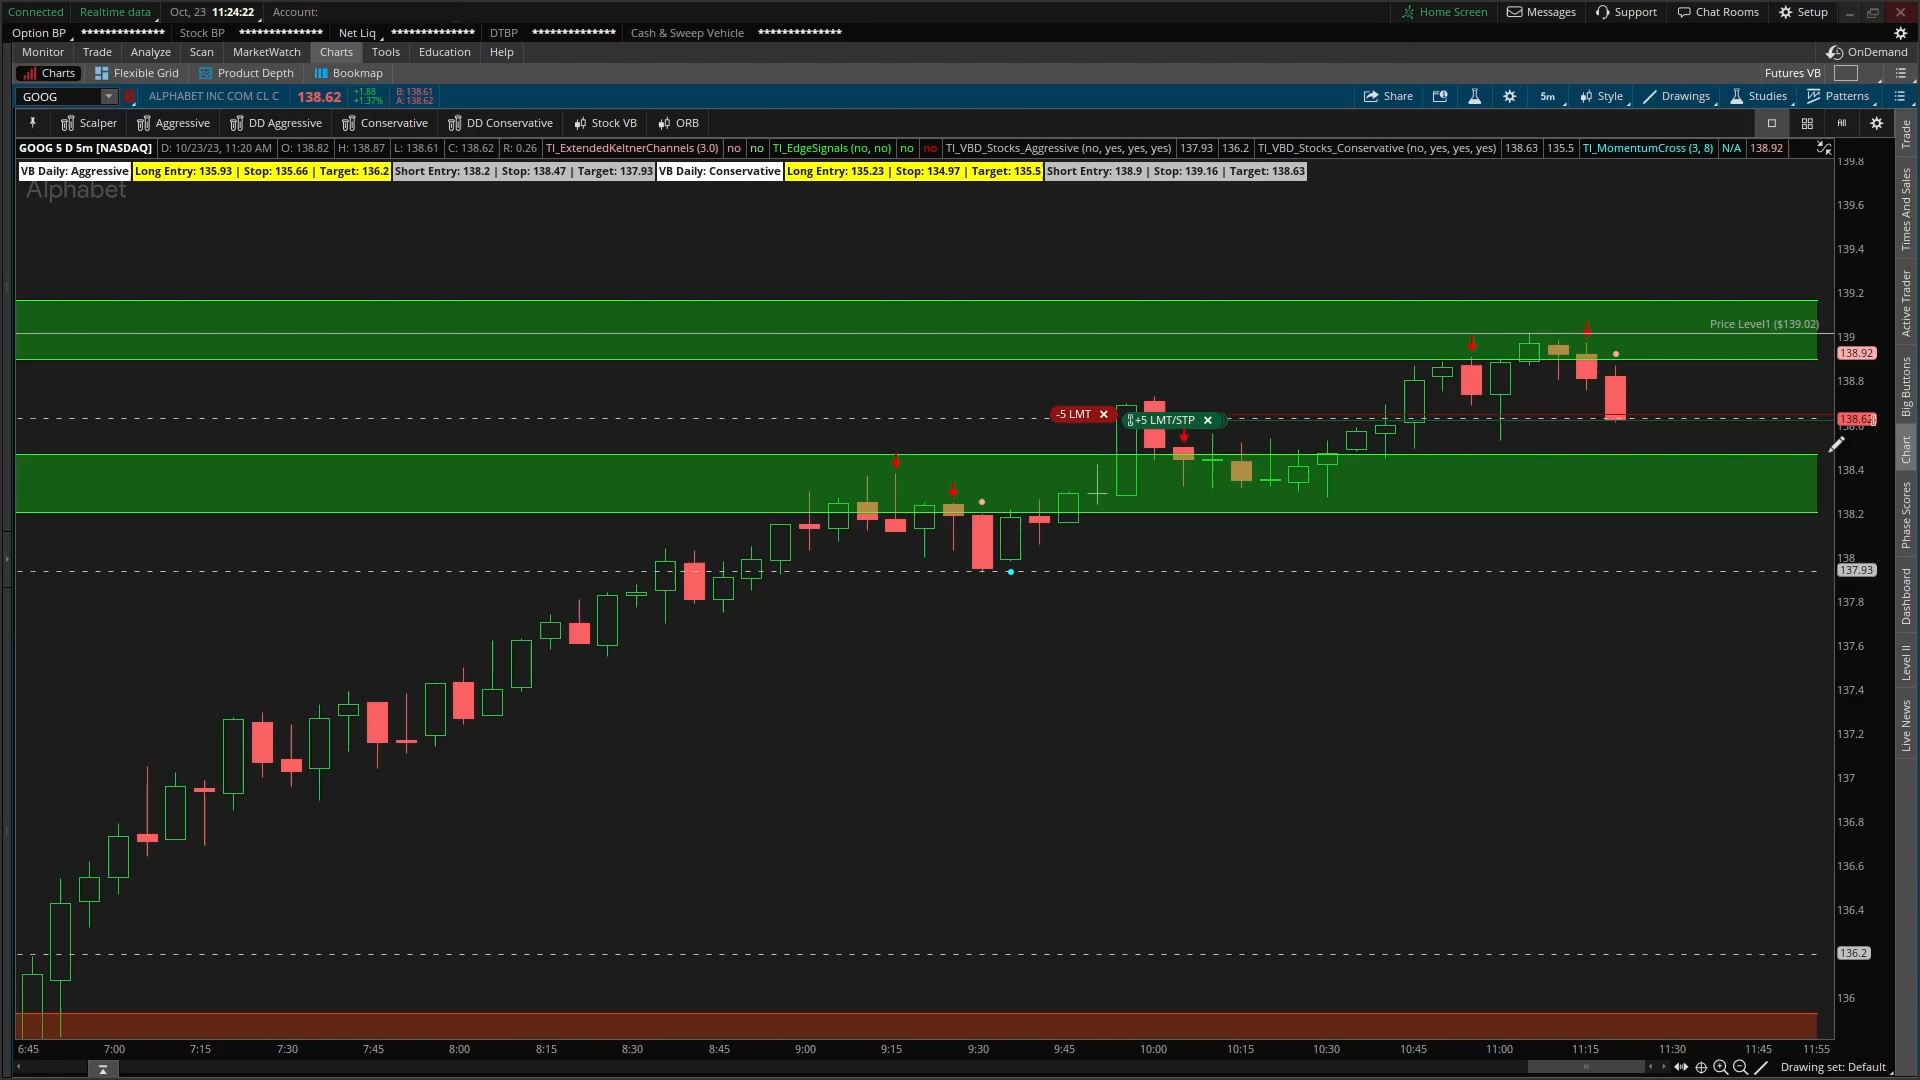 Connected Realtime data Oct, 23 11:24:22 Account: Home Screen Messages Support Chat Rooms Setup
Option BP ************** Stock BP ************** Net Liq ************** DTBP ************** Cash & Sweep Vehicle **************
Monitor Trade Analyze Scan MarketWatch Charts Tools Education Help OnDemand
Charts Flexible Grid Product Depth Bookmap Futures VB
GOOG ALPHABET INC COM CL C 138.62 +1.88 +1.37% B: 138.61 A: 138.62 Share 5m Style Drawings Studies Patterns
Scalper Aggressive DD Aggressive Conservative DD Conservative Stock VB ORB All
GOOG 5 D 5m [NASDAQ] D: 10/23/23, 11:20 AM O: 138.82 H: 138.87 L: 138.61 C: 138.62 R: 0.26 TI_ExtendedKeltnerChannels (3.0) no no TI_EdgeSignals (no, no) no no TI_VBD_Stocks_Aggressive (no, yes, yes, yes) 137.93 136.2 TI_VBD_Stocks_Conservative (no, yes, yes, yes) 138.63 135.5 TI_MomentumCross (3, 8) N/A 138.92
VB Daily: Aggressive Long Entry: 135.93 | Stop: 135.66 | Target: 136.2 Short Entry: 138.2 | Stop: 138.47 | Target: 137.93 VB Daily: Conservative Long Entry: 135.23 | Stop: 134.97 | Target: 135.5 Short Entry: 138.9 | Stop: 139.16 | Target: 138.63
Alphabet
139.8
139.6
139.4
139.2
Price Level1 ($139.02)
139
138.92
138.8
-5 LMT
+5 LMT/STP
138.4
138.2
138
137.93
137.8
137.6
137.4
137.2
137
136.8
136.6
136.4
136.2
136
6:45 7:00 7:15 7:30 7:45 8:00 8:15 8:30 8:45 9:00 9:15 9:30 9:45 10:00 10:15 10:30 10:45 11:00 11:15 11:30 11:45 11:55
Drawing set: Default
Trade
Times And Sales
Active Trader
Big Buttons
Chart
Phase Scores
Dashboard
Level II
Live News